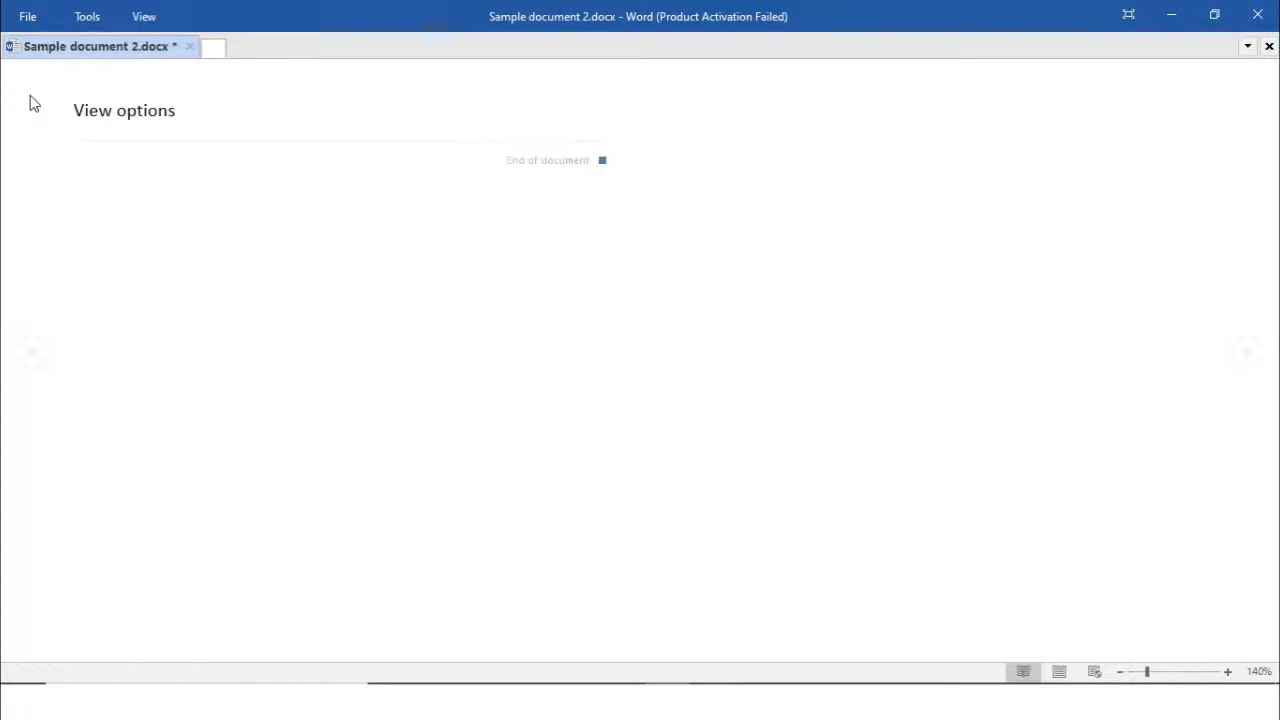 File Tools View Sample document 2.docx - Word (Product Activation Failed)
Sample document 2.docx *
View options
End of document
140%